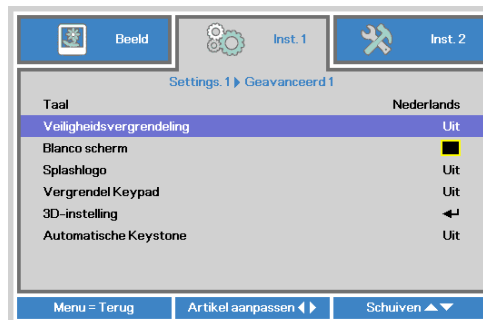 Beeld Inst. 1 Inst. 2
Settings. 1 Geavanceerd 1
Taal Nederlands
Veiligheidsvergrendeling Uit
Blanco scherm
Splashlogo Uit
Vergrendel Keypad Uit
3D-instelling
Automatische Keystone Uit
Menu = Terug Artikel aanpassen Schuiven